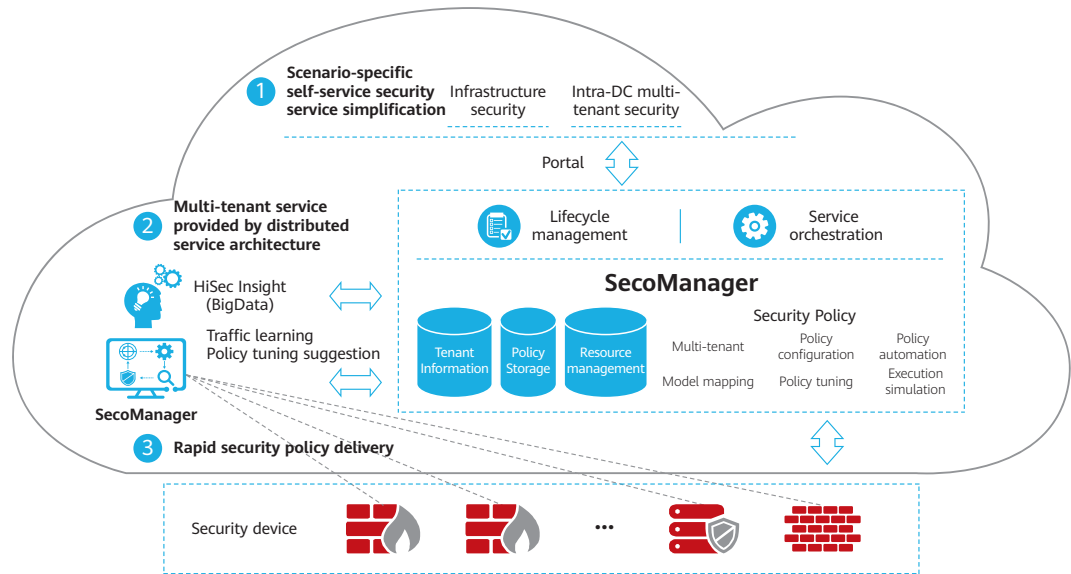 1
Scenario-specific
self-service security
service simplification
Infrastructure
security
Intra-DC multi-
tenant security
Portal
2
Multi-tenant service
provided by distributed
service architecture
Lifecycle
management
Service
orchestration
HiSec Insight
(BigData)
SecoManager
Traffic learning
Policy tuning suggestion
Tenant
Information
Policy
Storage
Resource
management
Security Policy
Multi-tenant
Policy
configuration
Policy
automation
Model mapping
Policy tuning
Execution
simulation
SecoManager
3
Rapid security policy delivery
Security device
...